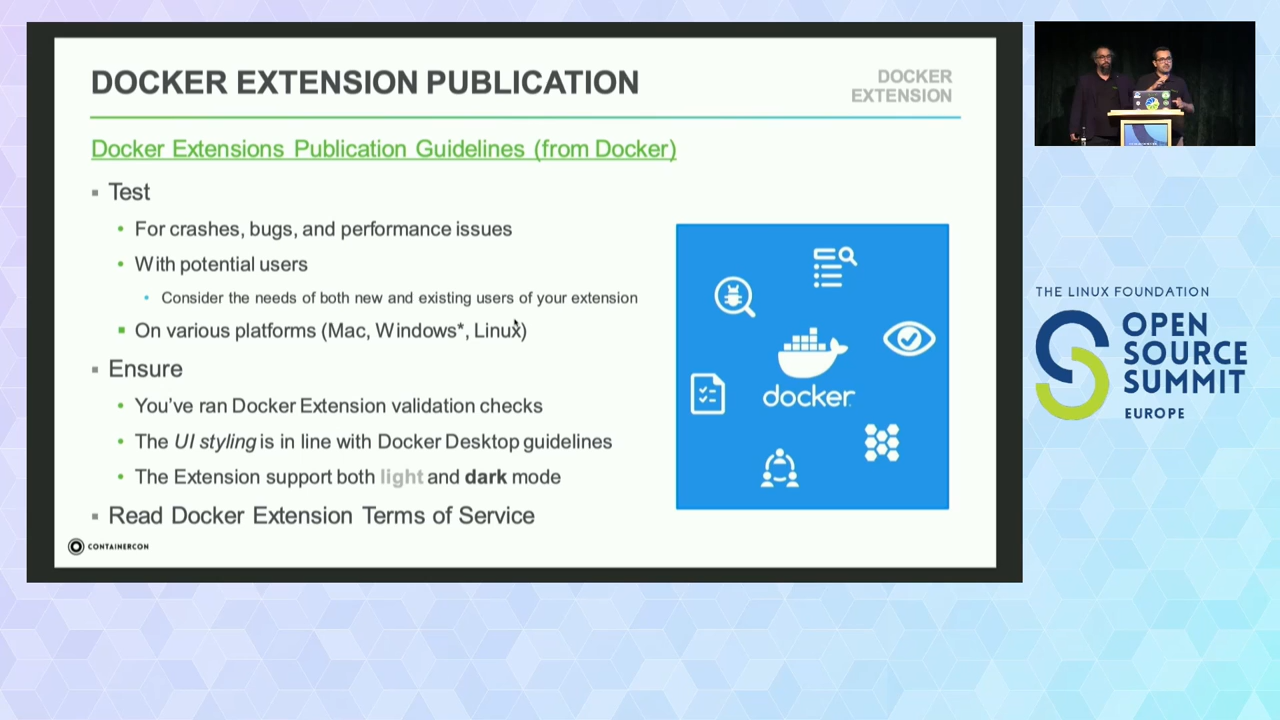 DOCKER EXTENSION PUBLICATION
DOCKER
EXTENSION
Docker Extensions Publication Guidelines (from Docker)
Test
For crashes, bugs, and performance issues
With potential users
Consider the needs of both new and existing users of your extension
On various platforms (Mac, Windows*, Linux)
Ensure
You've ran Docker Extension validation checks
The UI styling is in line with Docker Desktop guidelines
The Extension support both light and dark mode
Read Docker Extension Terms of Service
CONTAINERCON
docker
THE LINUX FOUNDATION
OPEN
SOURCE
SUMMIT
EUROPE